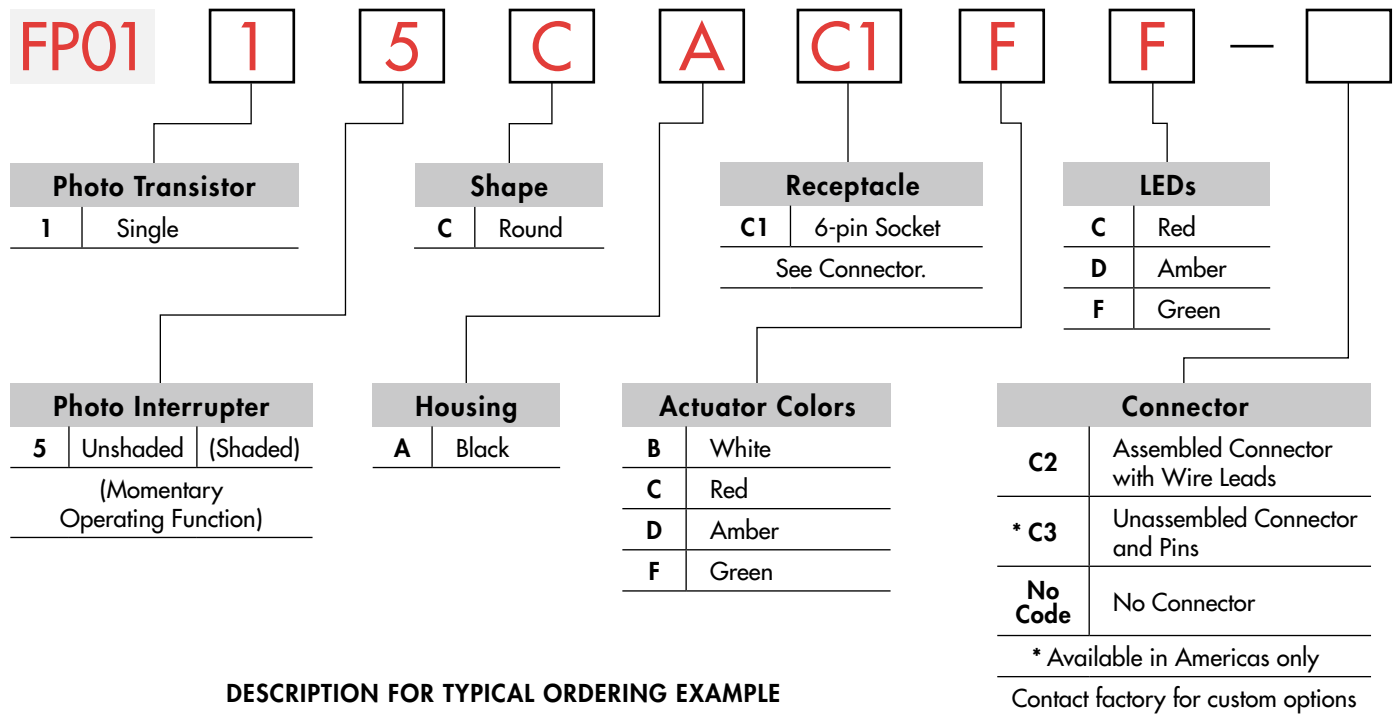 FP01 1 5 C A C1 F F —
Photo Transistor
1 Single
Shape
C Round
Receptacle
C1 6-pin Socket
See Connector.
LEDs
C Red
D Amber
F Green
Photo Interrupter
5 Unshaded (Shaded)
(Momentary
Operating Function)
Housing
A Black
Actuator Colors
B White
C Red
D Amber
F Green
Connector
C2 Assembled Connector
with Wire Leads
* C3 Unassembled Connector
and Pins
No
Code No Connector
* Available in Americas only
Contact factory for custom options
DESCRIPTION FOR TYPICAL ORDERING EXAMPLE